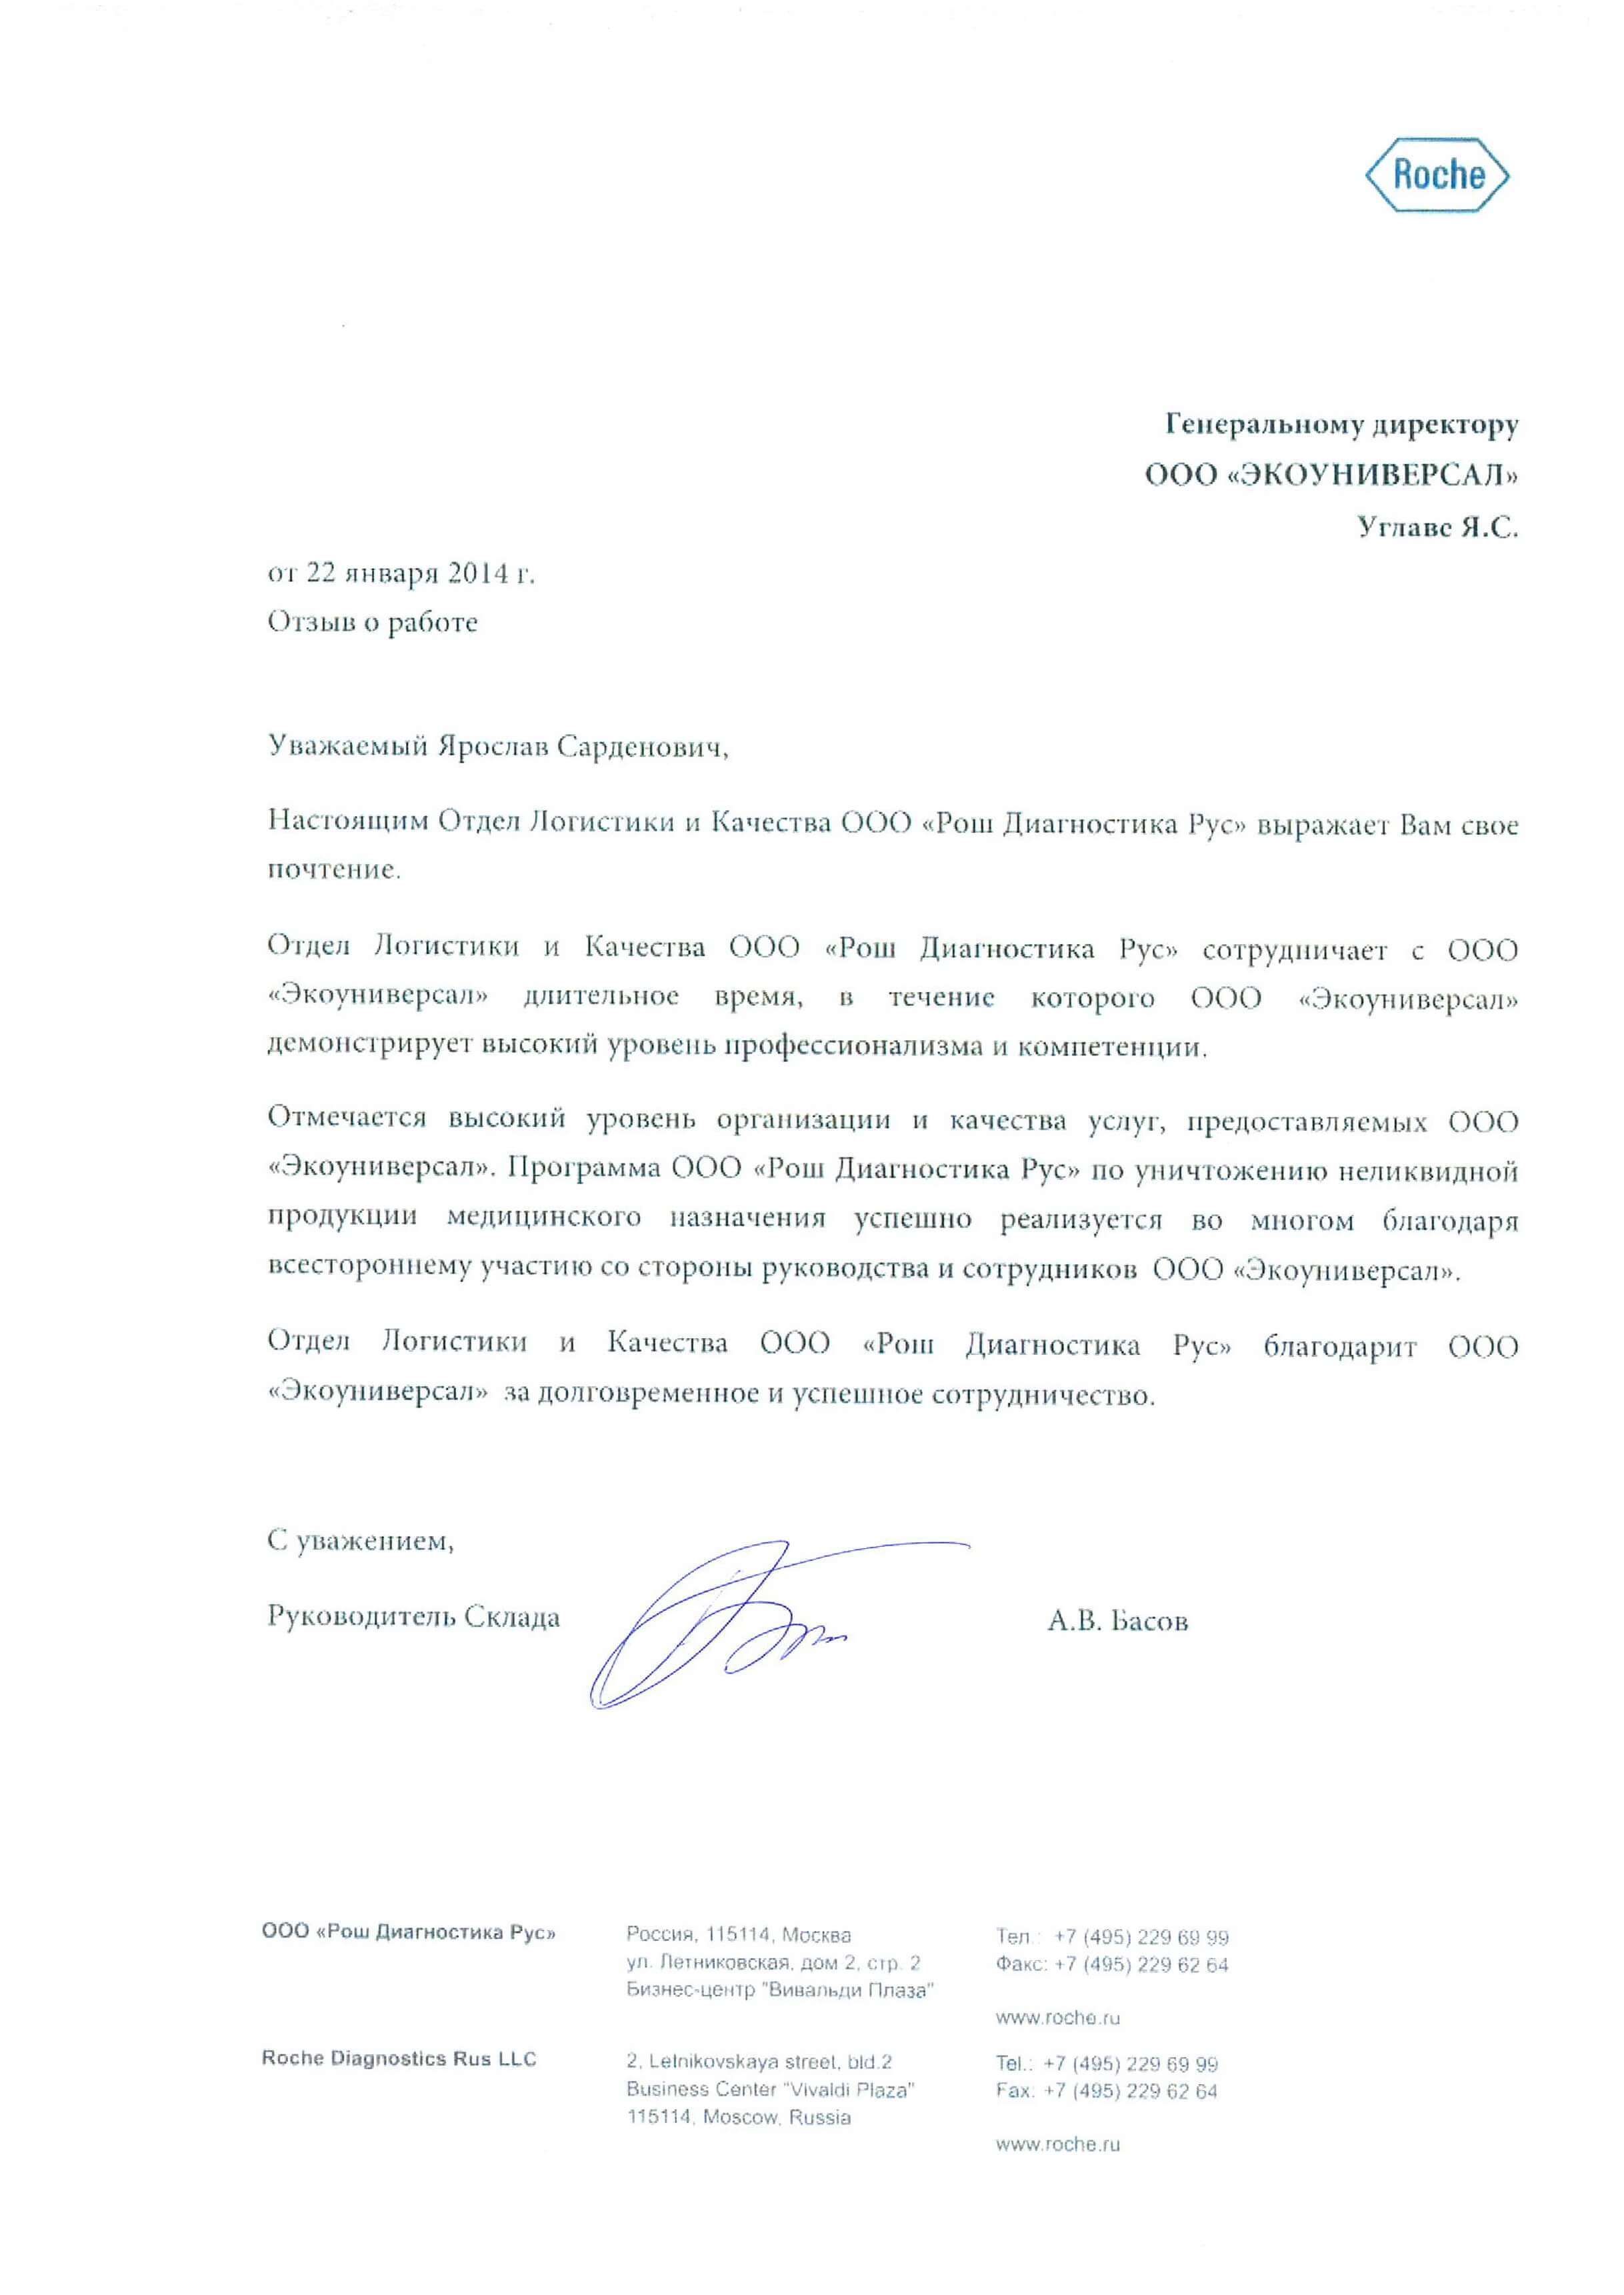 Roche
Генеральному директору
ООО «ЭКОУНИВЕРСАЛ»
Углаве Я.С.
от 22 января 2014 г.
Отзыв о работе
Уважаемый Ярослав Сарденович,
Настоящим Отдел Логистики и Качества ООО «Рош Диагностика Рус» выражает Вам свое
почтение.
Отдел Логистики и Качества ООО «Рош Диагностика Рус» сотрудничает с ООО
«Экоуниверсал» длительное время, в течение которого ООО «Экоуниверсал»
демонстрирует высокий уровень профессионализма и компетенции.
Отмечается высокий уровень организации и качества услуг, предоставляемых ООО
«Экоуниверсал». Программа ООО «Рош Диагностика Рус» по уничтожению неликвидной
продукции медицинского назначения успешно реализуется во многом благодаря
всестороннему участию со стороны руководства и сотрудников ООО «Экоуниверсал».
Отдел Логистики и Качества ООО «Рош Диагностика Рус» благодарит ООО
«Экоуниверсал» за долговременное и успешное сотрудничество.
С уважением,
Руководитель Склада А.В. Басов
ООО «Рош Диагностика Рус»
Россия, 115114, Москва
ул. Летниковская, дом 2, стр. 2
Бизнес-центр "Вивальди Плаза"
Тел.: +7 (495) 229 69 99
Факс: +7 (495) 229 62 64
www.roche.ru
Roche Diagnostics Rus LLC
2, Letnikovskaya street, bld.2
Business Center "Vivaldi Plaza"
115114, Moscow, Russia
Tel.: +7 (495) 229 69 99
Fax: +7 (495) 229 62 64
www.roche.ru